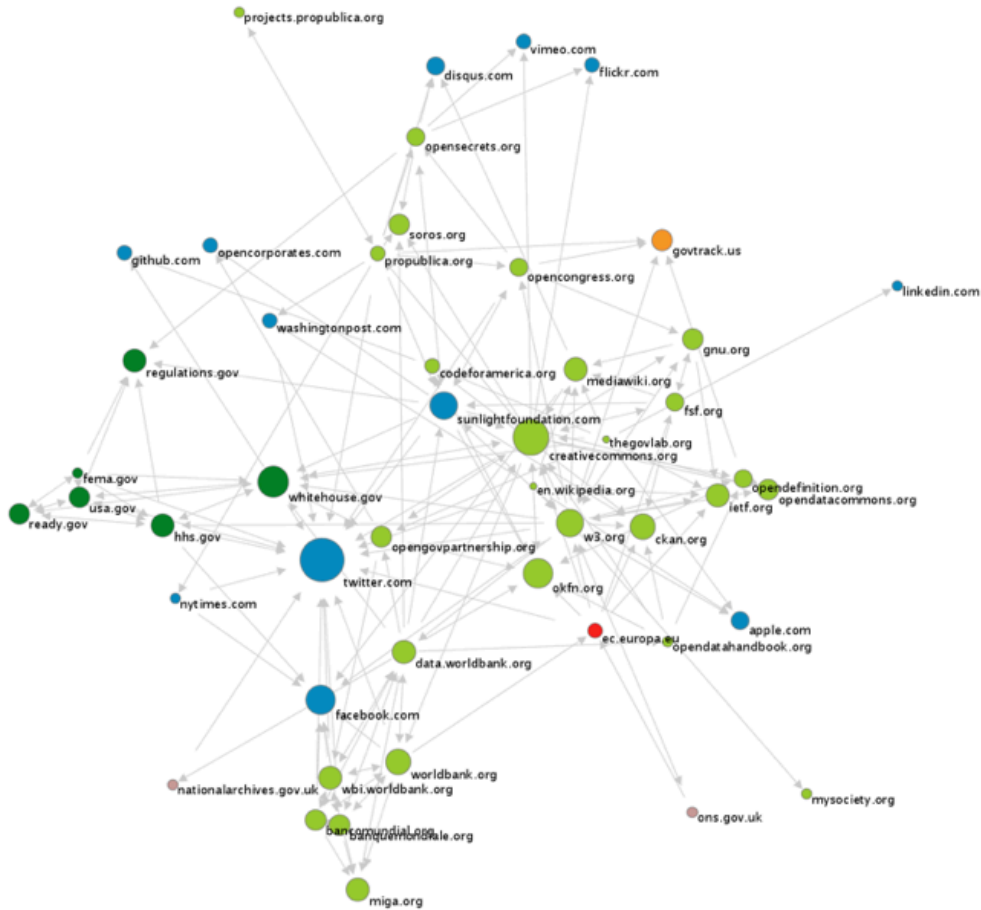 projects.propublica.org
vimeo.com
flickr.com
disqus.com
opensecrets.org
soros.org
govtrack.us
github.com
opencorporates.com
propublica.org
opencongress.org
linkedin.com
washingtonpost.com
gnu.org
regulations.gov
codeforamerica.org
mediawiki.org
fsf.org
sunlightfoundation.com
thegovlab.org
creativecommons.org
fema.gov
whitehouse.gov
en.wikipedia.org
opendefinition.org
opendatacommons.org
usa.gov
ietf.org
ready.gov
hhs.gov
opengovpartnership.org
w3.org
ckan.org
twitter.com
okfn.org
nytimes.com
apple.com
ec.europa.eu
opendatahandbook.org
data.worldbank.org
facebook.com
worldbank.org
nationalarchives.gov.uk
wbi.worldbank.org
mysociety.org
ons.gov.uk
bancomundial.org
banquemondiale.org
miga.org